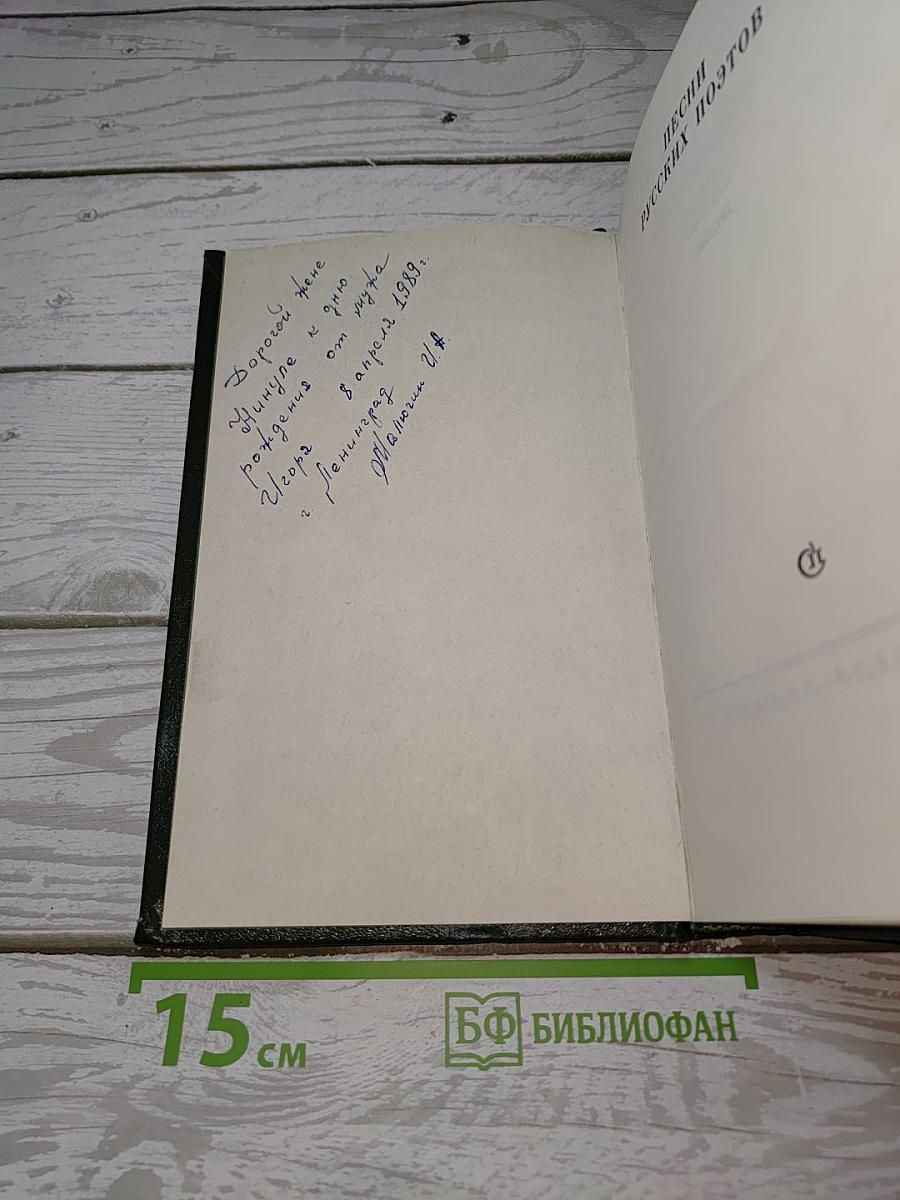 Дорогой жене
Нинуле к дню
рождения от мужа
Игоря 8 апреля 1989 г.
г. Ленинград
Малюгин И.А.
ПЕСНИ
РУССКИХ ПОЭТОВ
15 см
БФ БИБЛИОФАН